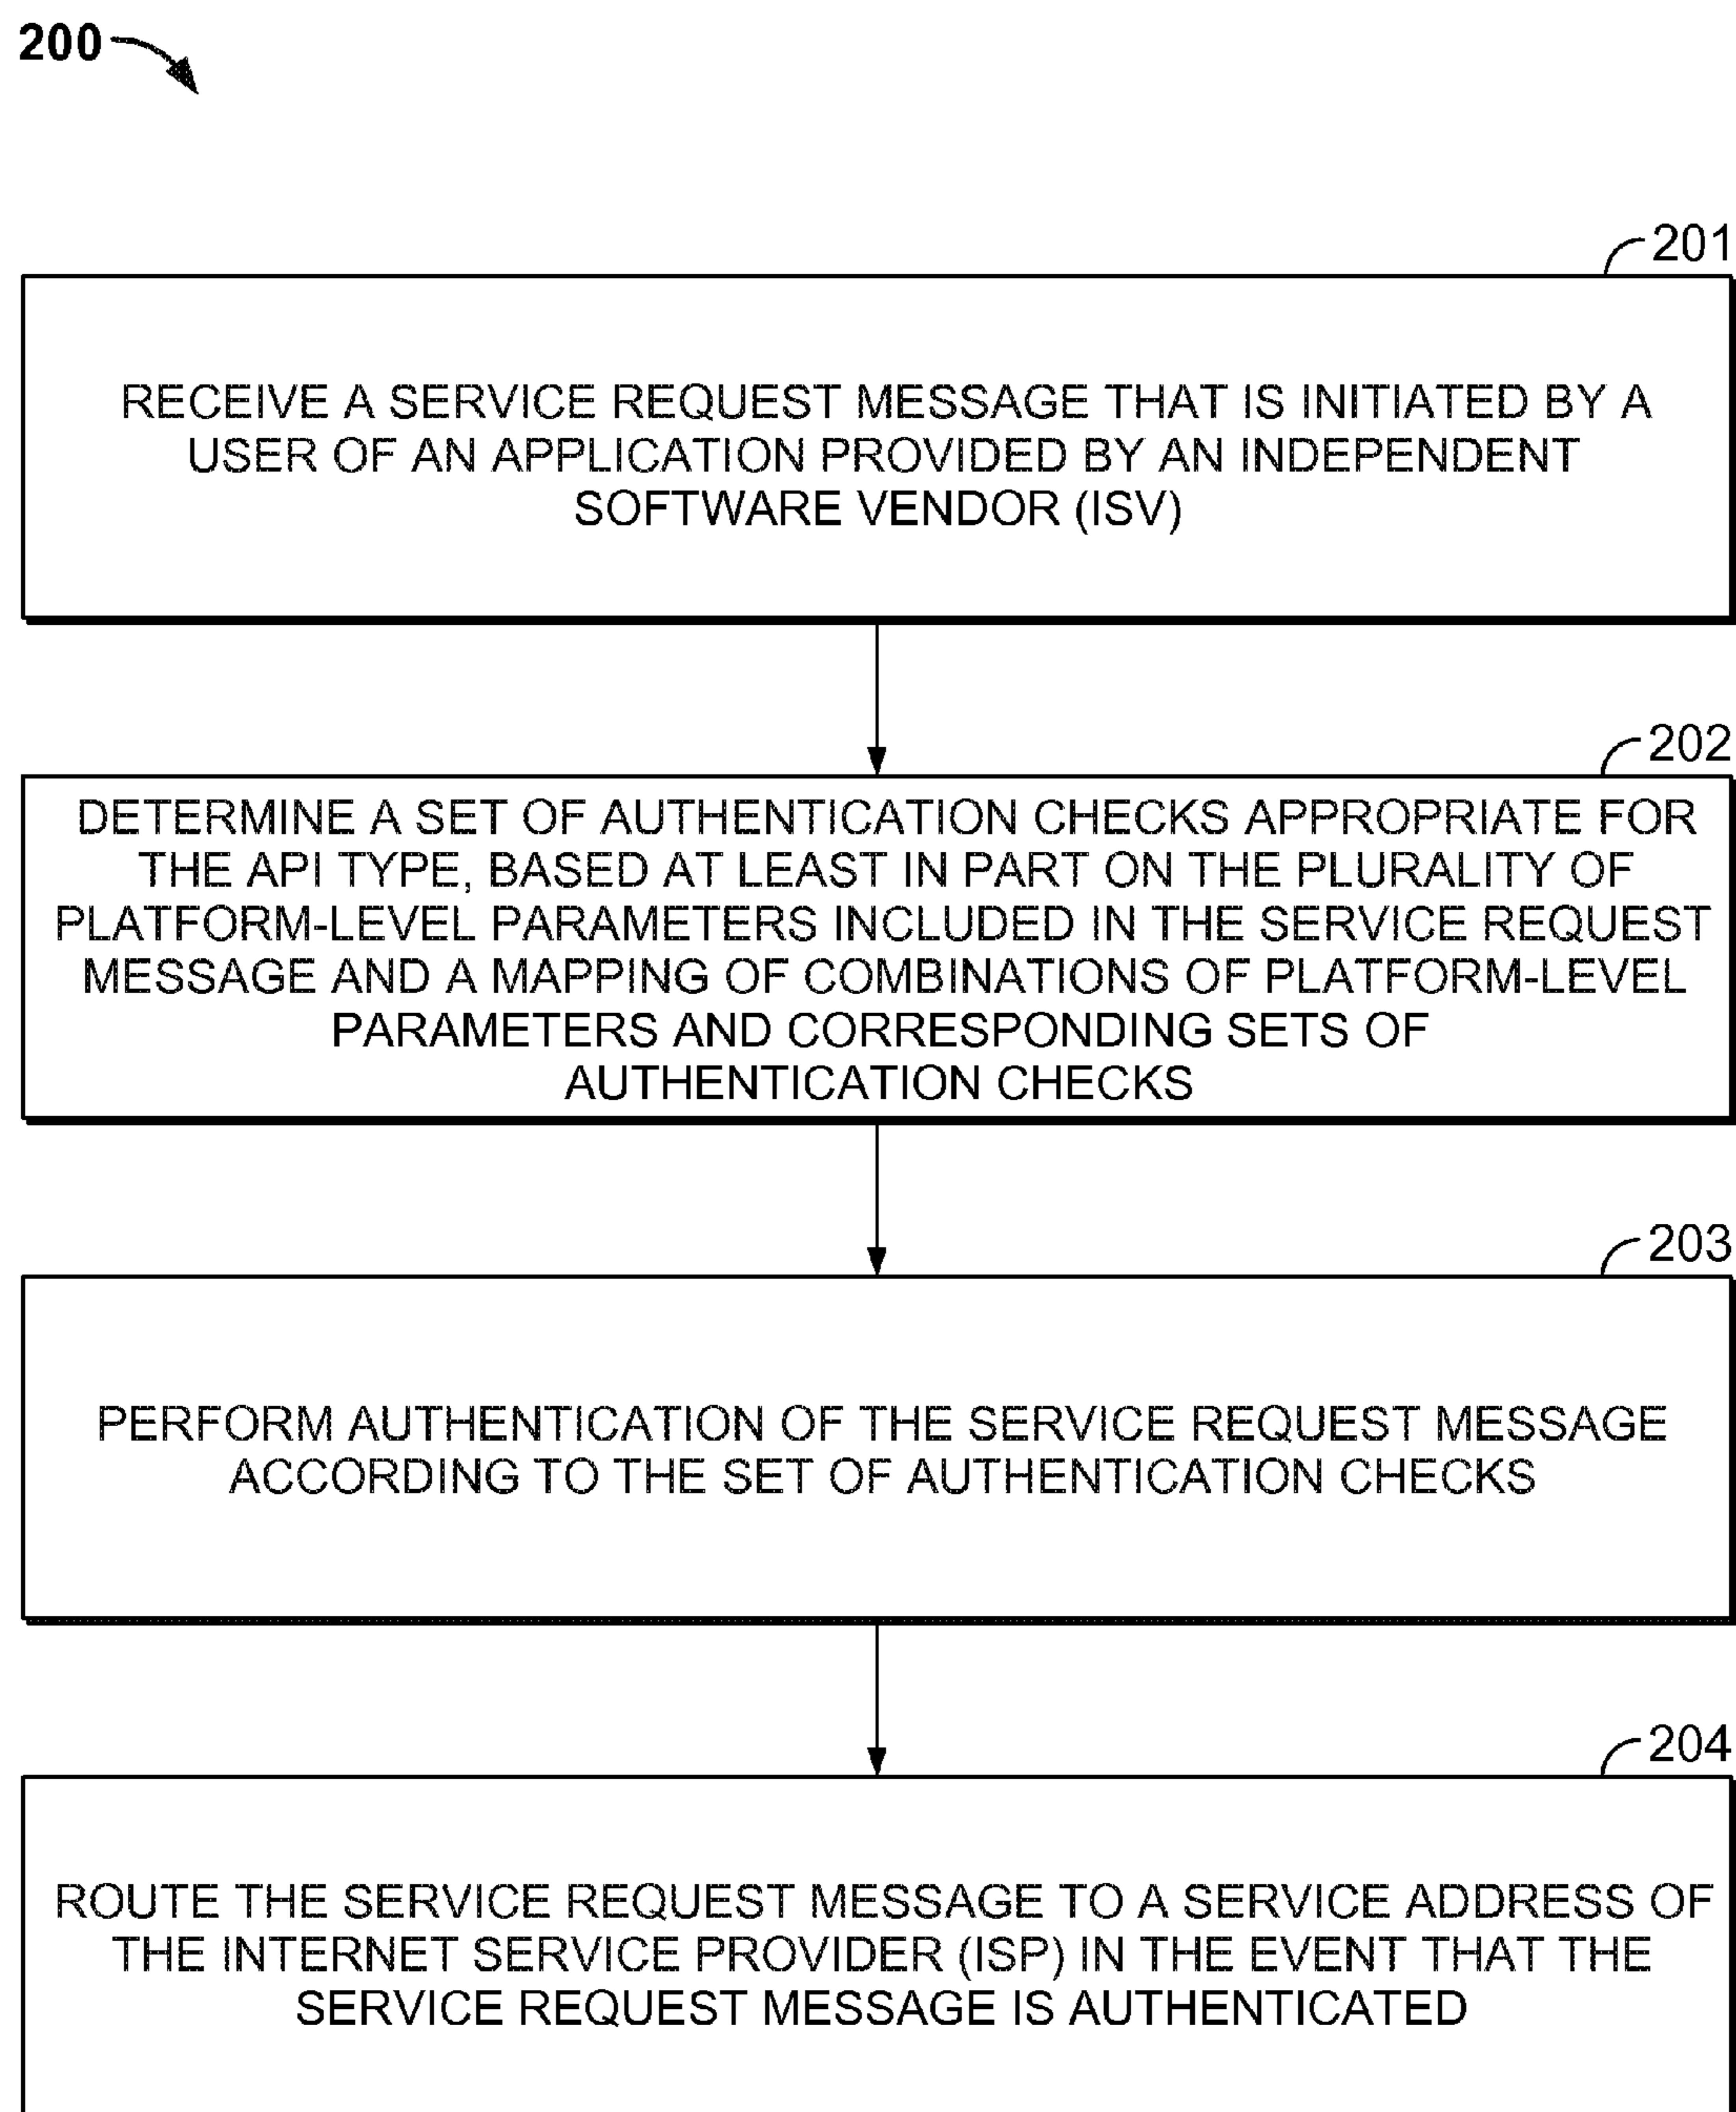 200
201
RECEIVE A SERVICE REQUEST MESSAGE THAT IS INITIATED BY A
USER OF AN APPLICATION PROVIDED BY AN INDEPENDENT
SOFTWARE VENDOR (ISV)
202
DETERMINE A SET OF AUTHENTICATION CHECKS APPROPRIATE FOR
THE API TYPE, BASED AT LEAST IN PART ON THE PLURALITY OF
PLATFORM-LEVEL PARAMETERS INCLUDED IN THE SERVICE REQUEST
MESSAGE AND A MAPPING OF COMBINATIONS OF PLATFORM-LEVEL
PARAMETERS AND CORRESPONDING SETS OF
AUTHENTICATION CHECKS
203
PERFORM AUTHENTICATION OF THE SERVICE REQUEST MESSAGE
ACCORDING TO THE SET OF AUTHENTICATION CHECKS
204
ROUTE THE SERVICE REQUEST MESSAGE TO A SERVICE ADDRESS OF
THE INTERNET SERVICE PROVIDER (ISP) IN THE EVENT THAT THE
SERVICE REQUEST MESSAGE IS AUTHENTICATED